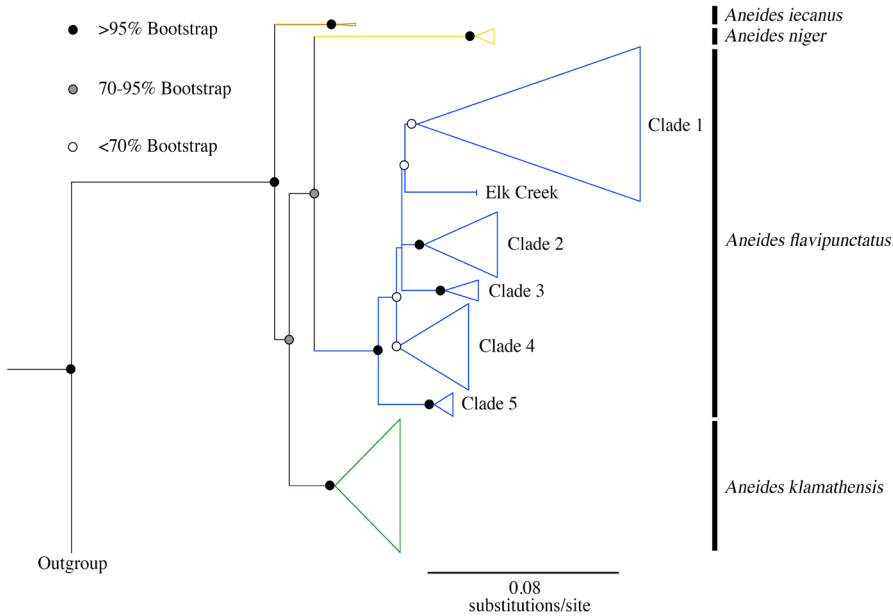 >95% Bootstrap
70-95% Bootstrap
<70% Bootstrap
Aneides iecanus
Aneides niger
Clade 1
Elk Creek
Clade 2
Aneides flavipunctatus
Clade 3
Clade 4
Clade 5
Aneides klamathensis
Outgroup
0.08
substitutions/site